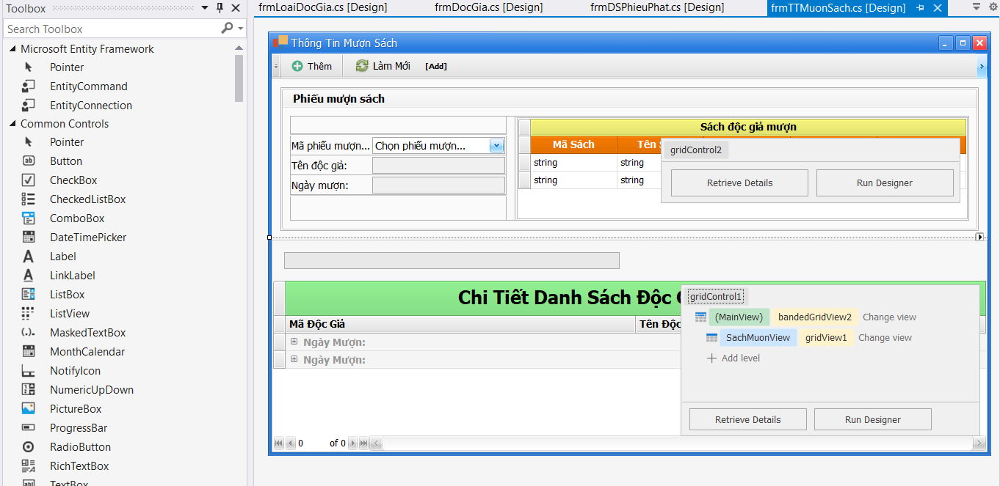 Toolbox
Search Toolbox
Microsoft Entity Framework
Pointer
EntityCommand
EntityConnection
Common Controls
Pointer
Button
CheckBox
CheckedListBox
ComboBox
DateTimePicker
Label
LinkLabel
ListBox
ListView
MaskedTextBox
MonthCalendar
NotifyIcon
NumericUpDown
PictureBox
ProgressBar
RadioButton
RichTextBox
TextBox
frmLoaiDocGia.cs [Design] frmDocGia.cs [Design] frmDSPhieuPhat.cs [Design] frmTTMuonSach.cs [Design]
Thông Tin Mượn Sách
Thêm Làm Mới [Add]
Phiếu mượn sách
Mã phiếu mượn... Chọn phiếu mượn...
Tên độc giả:
Ngày mượn:
Sách độc giả mượn
Mã Sách Tên
string string
string string
gridControl2
Retrieve Details Run Designer
Chi Tiết Danh Sách Độc
Mã Độc Giả Tên Độc
Ngày Mượn:
Ngày Mượn:
gridControl1
(MainView) bandedGridView2 Change view
SachMuonView gridView1 Change view
Add level
Retrieve Details Run Designer
0 of 0